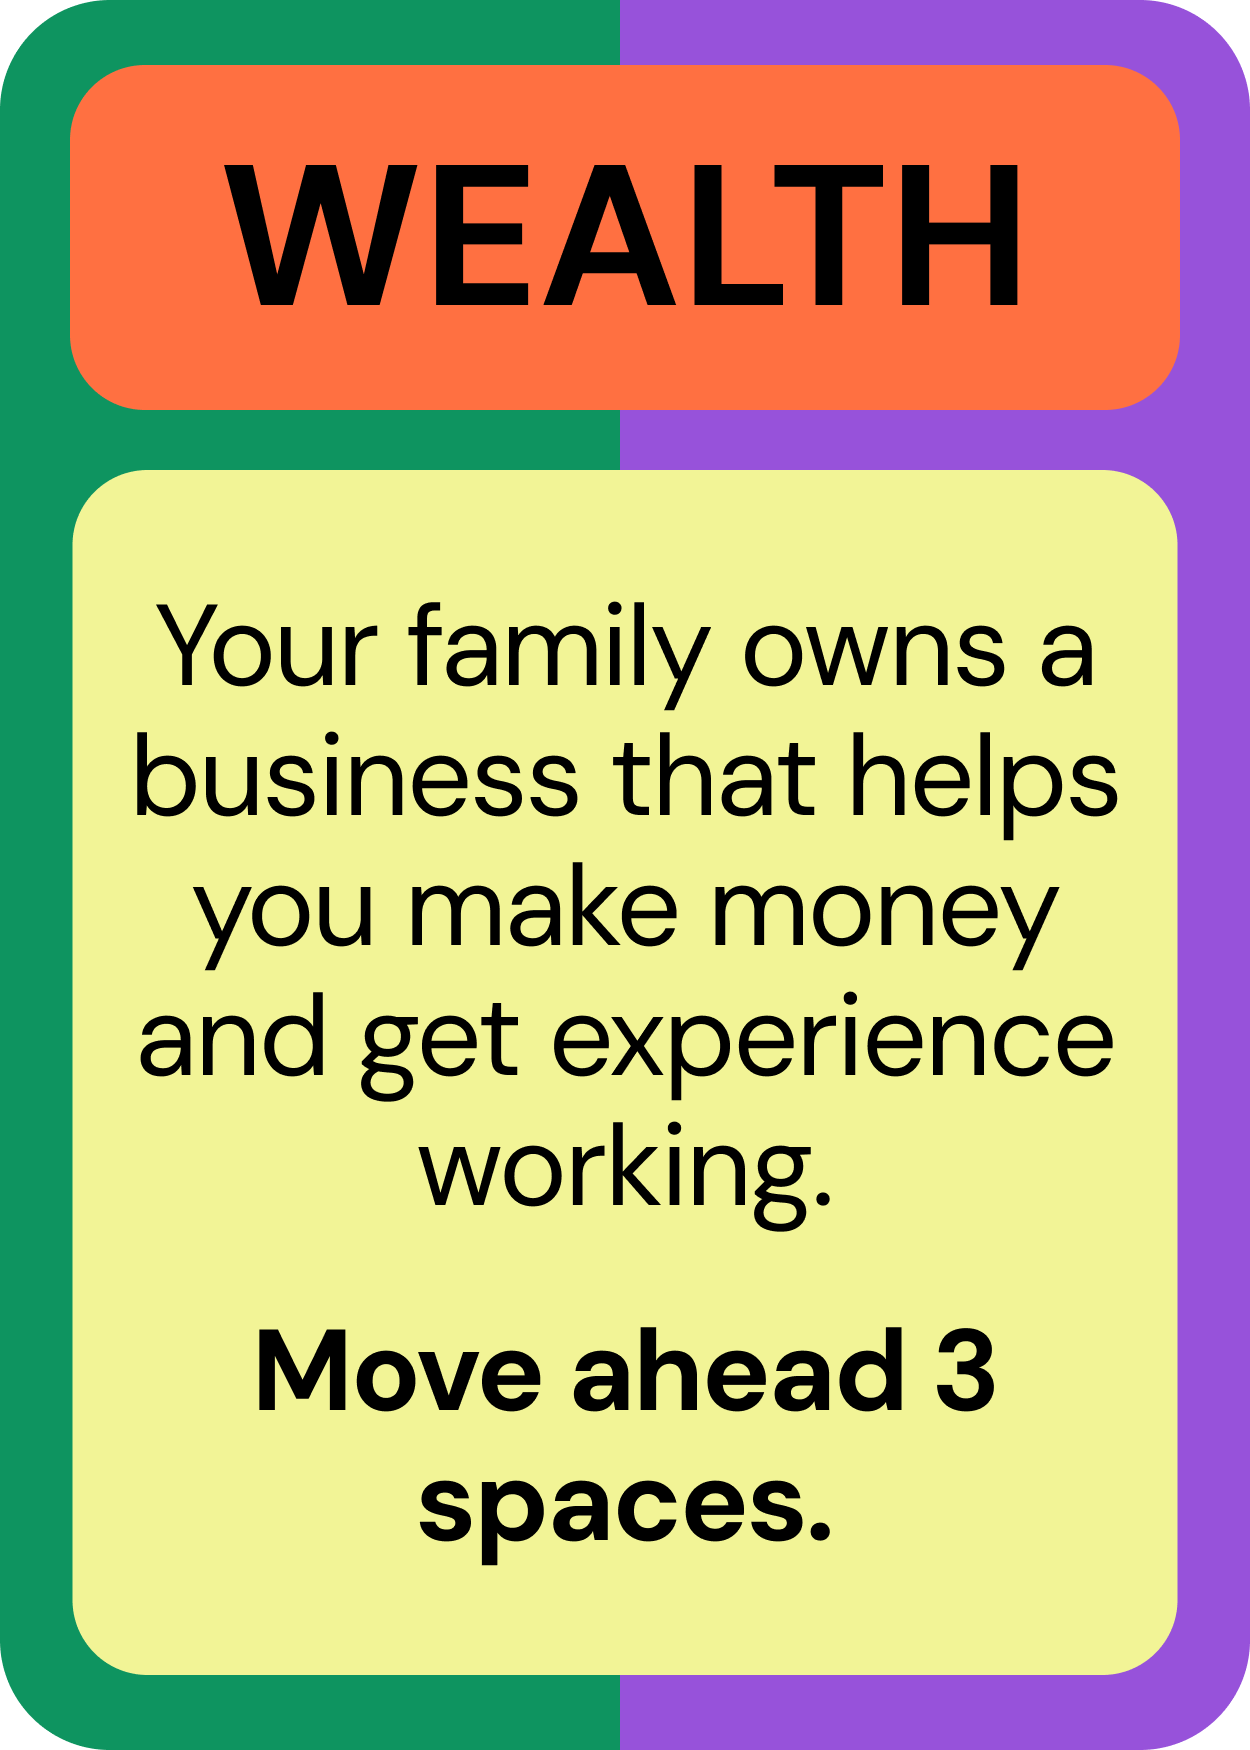 WEALTH
Your family owns a
business that helps
you make money
and get experience
working.
Move ahead 3
spaces.